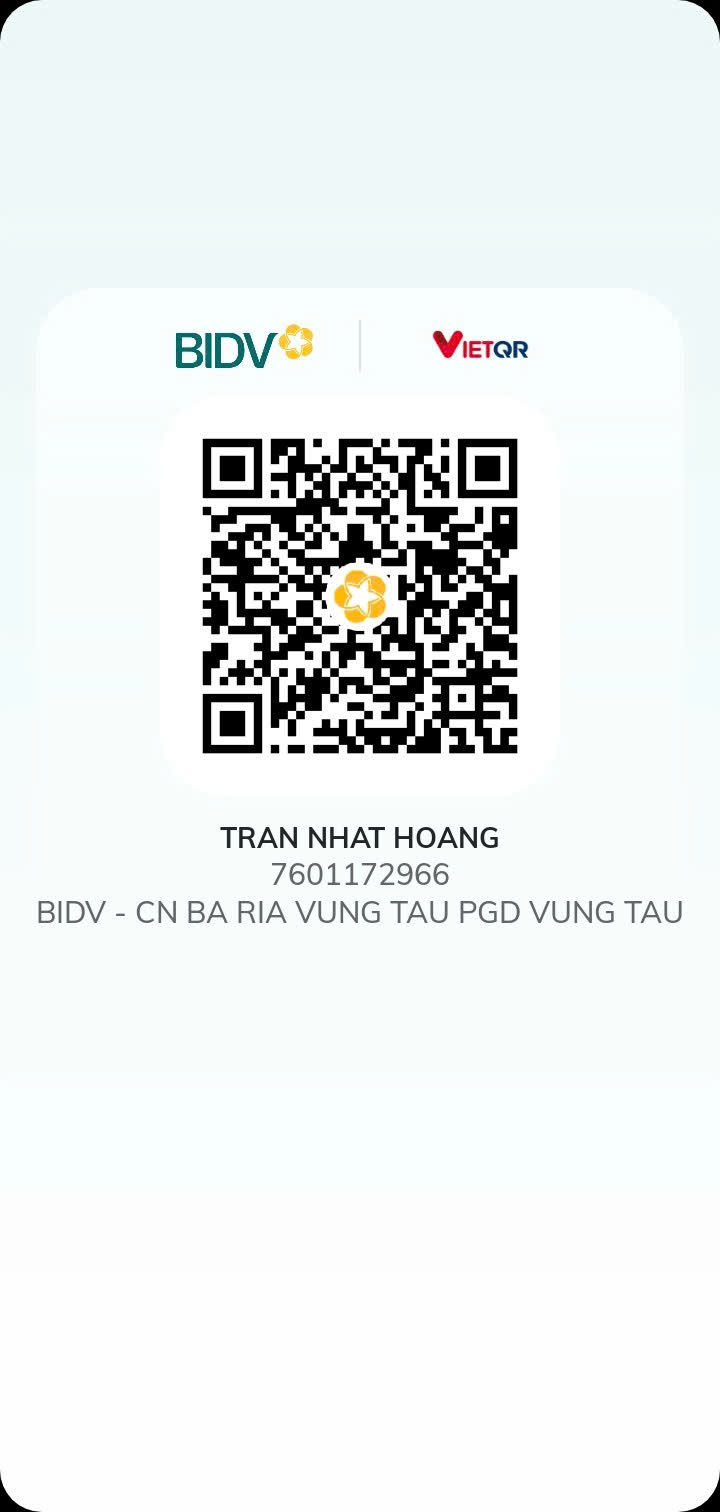 BIDV
VIETQR
TRAN NHAT HOANG
7601172966
BIDV - CN BA RIA VUNG TAU PGD VUNG TAU